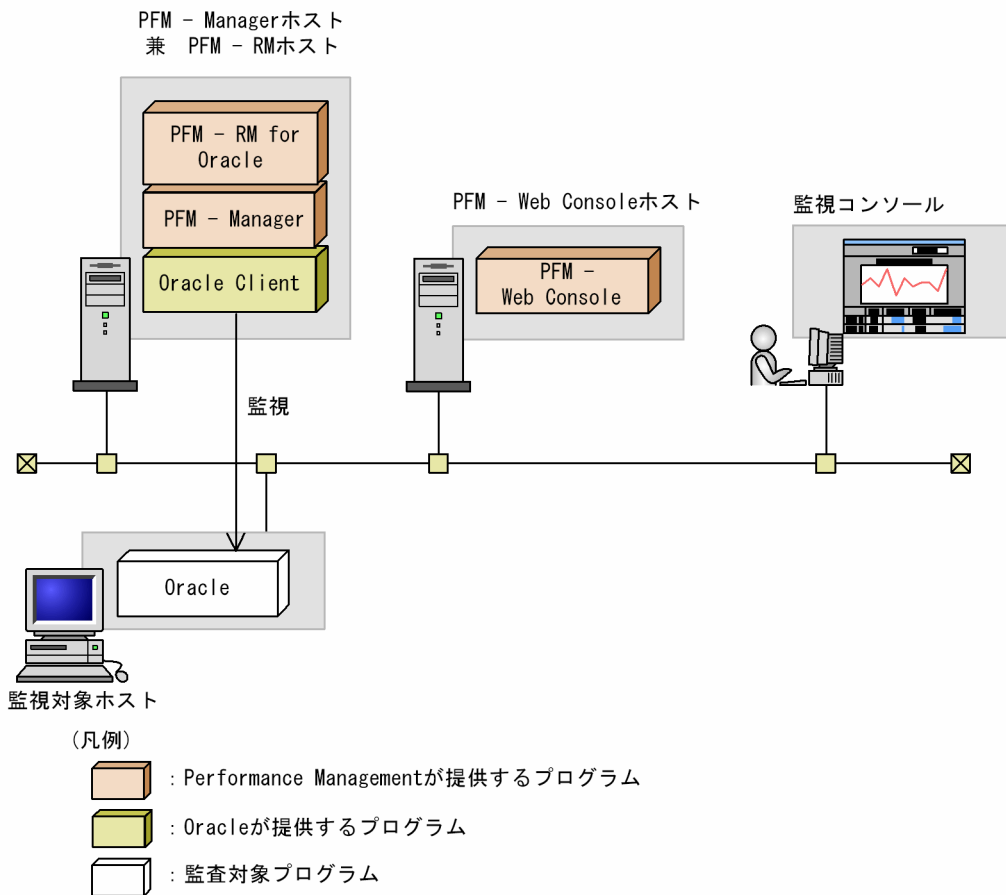 PFM - Managerホスト
兼 PFM - RMホスト
PFM - RM for
Oracle
PFM - Manager
Oracle Client
PFM - Web Consoleホスト
PFM -
Web Console
監視コンソール
監視
Oracle
監視対象ホスト
(凡例)
: Performance Managementが提供するプログラム
: Oracleが提供するプログラム
: 監査対象プログラム